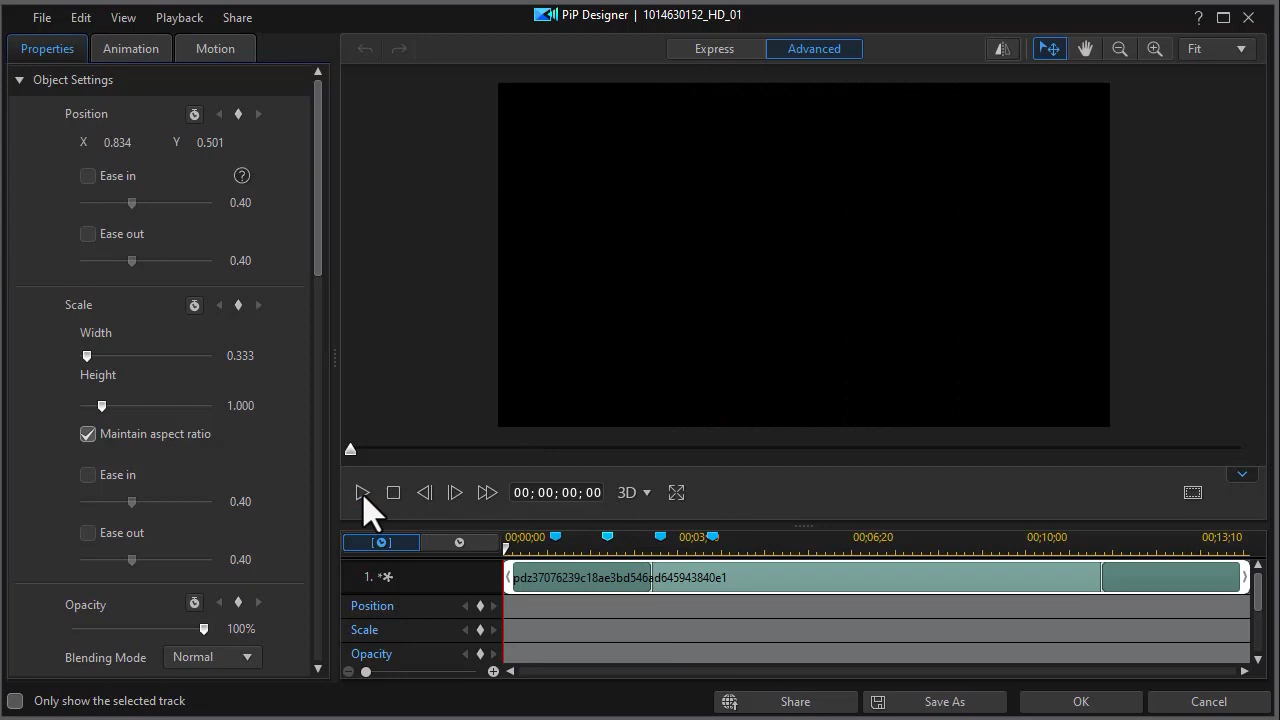 File Edit View Playback Share
PiP Designer | 1014630152_HD_01
Properties Animation Motion
Express Advanced
Fit
Object Settings
Position
X 0.834 Y 0.501
Ease in
0.40
Ease out
0.40
Scale
Width
0.333
Height
1.000
Maintain aspect ratio
Ease in
0.40
Ease out
0.40
Opacity
100%
Blending Mode Normal
00; 00; 00; 00 3D
00;00;00 00;06;20 00;10;00 00;13;10
1. **
pdz37076239c18ae3bd546ad645943840e1
Position
Scale
Opacity
Only show the selected track
Share Save As OK Cancel